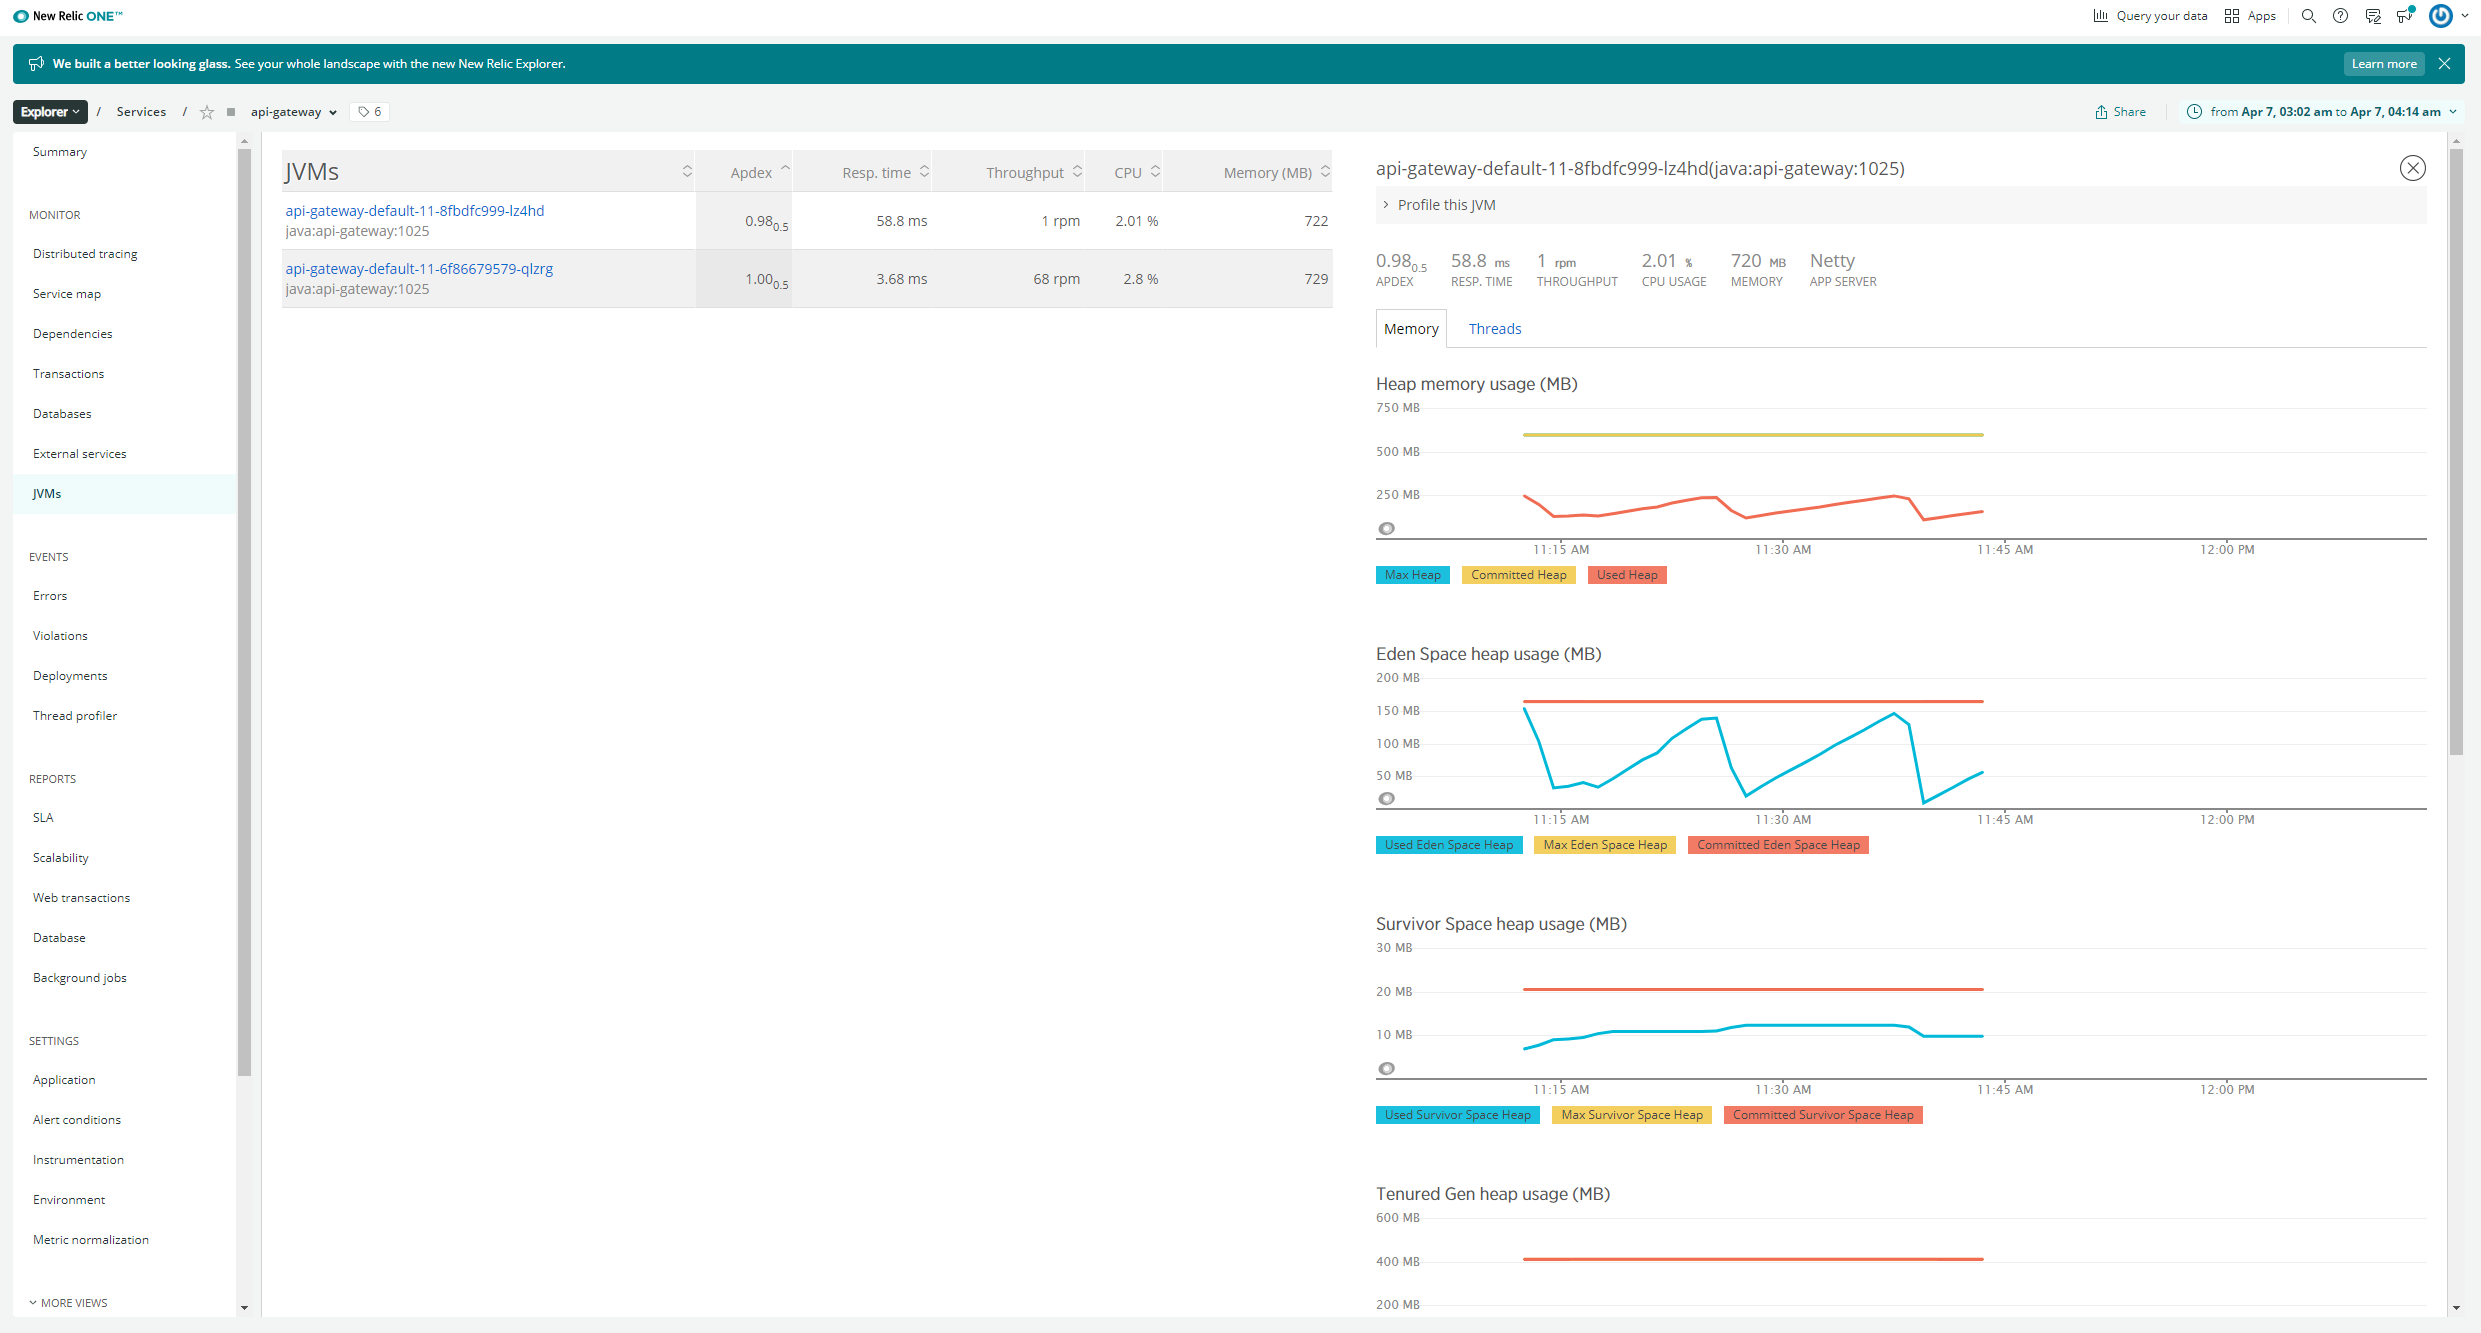 New Relic ONE™
Query your data
Apps
We built a better looking glass. See your whole landscape with the new New Relic Explorer.
Learn more
Explorer / Services / api-gateway 6
Share
from Apr 7, 03:02 am to Apr 7, 04:14 am
Summary
MONITOR
Distributed tracing
Service map
Dependencies
Transactions
Databases
External services
JVMs
EVENTS
Errors
Violations
Deployments
Thread profiler
REPORTS
SLA
Scalability
Web transactions
Database
Background jobs
SETTINGS
Application
Alert conditions
Instrumentation
Environment
Metric normalization
MORE VIEWS
JVMs Apdex Resp. time Throughput CPU Memory (MB)
api-gateway-default-11-8fbdfc999-lz4hd
java:api-gateway:1025
0.98 0.5 58.8 ms 1 rpm 2.01 % 722
api-gateway-default-11-6f86679579-qlzrg
java:api-gateway:1025
1.00 0.5 3.68 ms 68 rpm 2.8 % 729
api-gateway-default-11-8fbdfc999-lz4hd(java:api-gateway:1025)
Profile this JVM
0.98 0.5 58.8 ms 1 rpm 2.01 % 720 MB Netty
APDEX RESP. TIME THROUGHPUT CPU USAGE MEMORY APP SERVER
Memory Threads
Heap memory usage (MB)
750 MB
500 MB
250 MB
11:15 AM 11:30 AM 11:45 AM 12:00 PM
Max Heap Committed Heap Used Heap
Eden Space heap usage (MB)
200 MB
150 MB
100 MB
50 MB
11:15 AM 11:30 AM 11:45 AM 12:00 PM
Used Eden Space Heap Max Eden Space Heap Committed Eden Space Heap
Survivor Space heap usage (MB)
30 MB
20 MB
10 MB
11:15 AM 11:30 AM 11:45 AM 12:00 PM
Used Survivor Space Heap Max Survivor Space Heap Committed Survivor Space Heap
Tenured Gen heap usage (MB)
600 MB
400 MB
200 MB